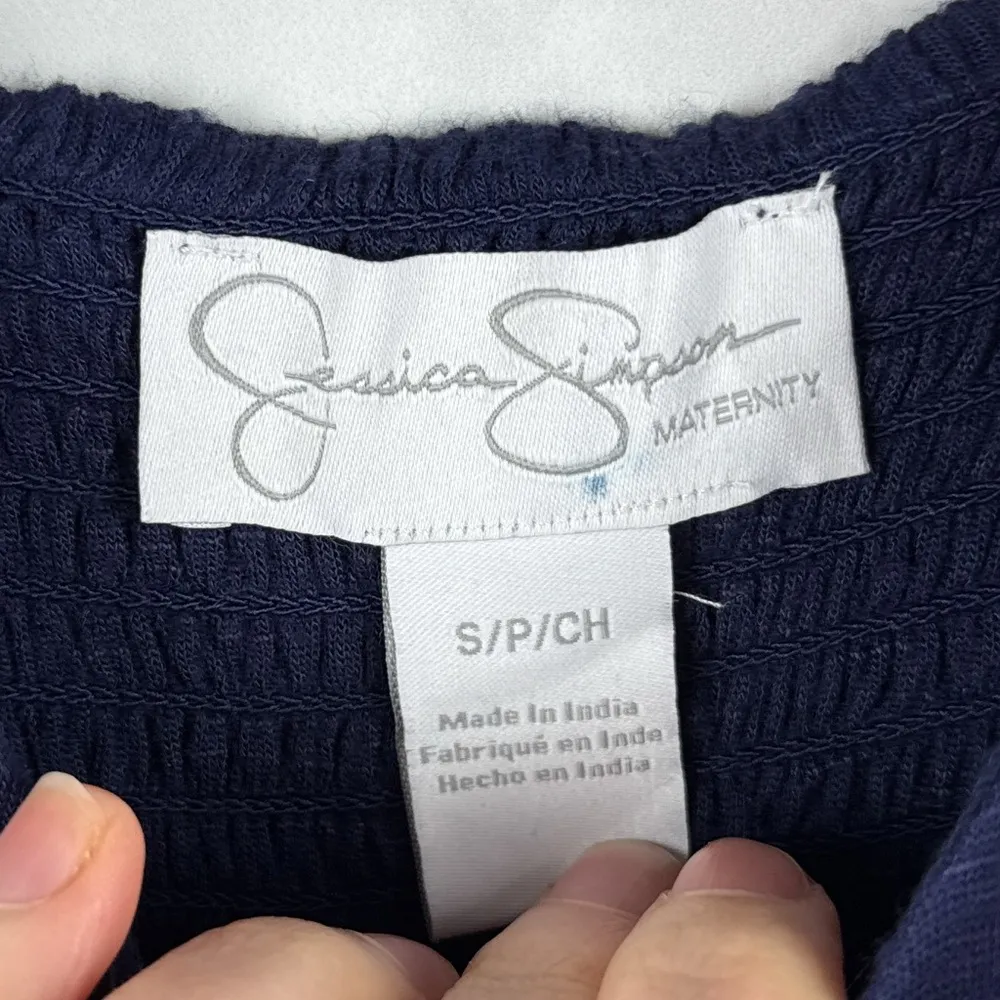 Jessica Simpson
MATERNITY
S/P/CH
Made In India
Fabriqué en Inde
Hecho en India